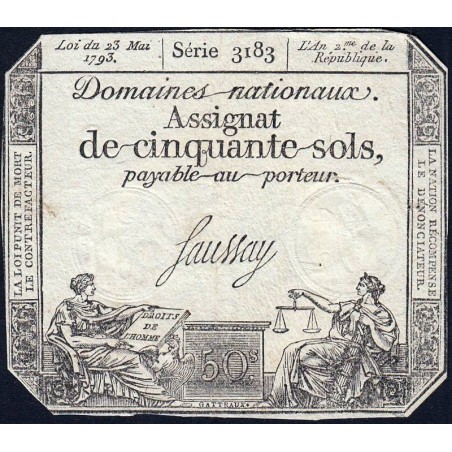 Loi du 23 Mai
1793.
Série 3183
L'An 2.me de la
République.
Domaines nationaux.
Assignat
de cinquante sols,
payable au porteur.
LA LOI PUNIT DE MORT
LE CONTREFACTEUR.
LA NATION RÉCOMPENSE
LE DÉNONCIATEUR.
Saussay
DROITS
DE
L'HOMME
50s
GATTEAUX